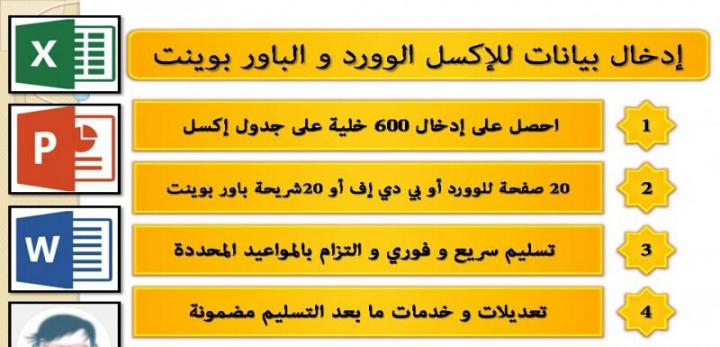 إدخال بيانات للإكسل الوورد و الباور بوينت
احصل على إدخال 600 خلية على جدول إكسل
1
20 صفحة للوورد أو بي دي إف أو 20شريحة باور بوينت
2
تسليم سريع و فوري و التزام بالمواعيد المحددة
3
تعديلات و خدمات ما بعد التسليم مضمونة
4
X
P
W